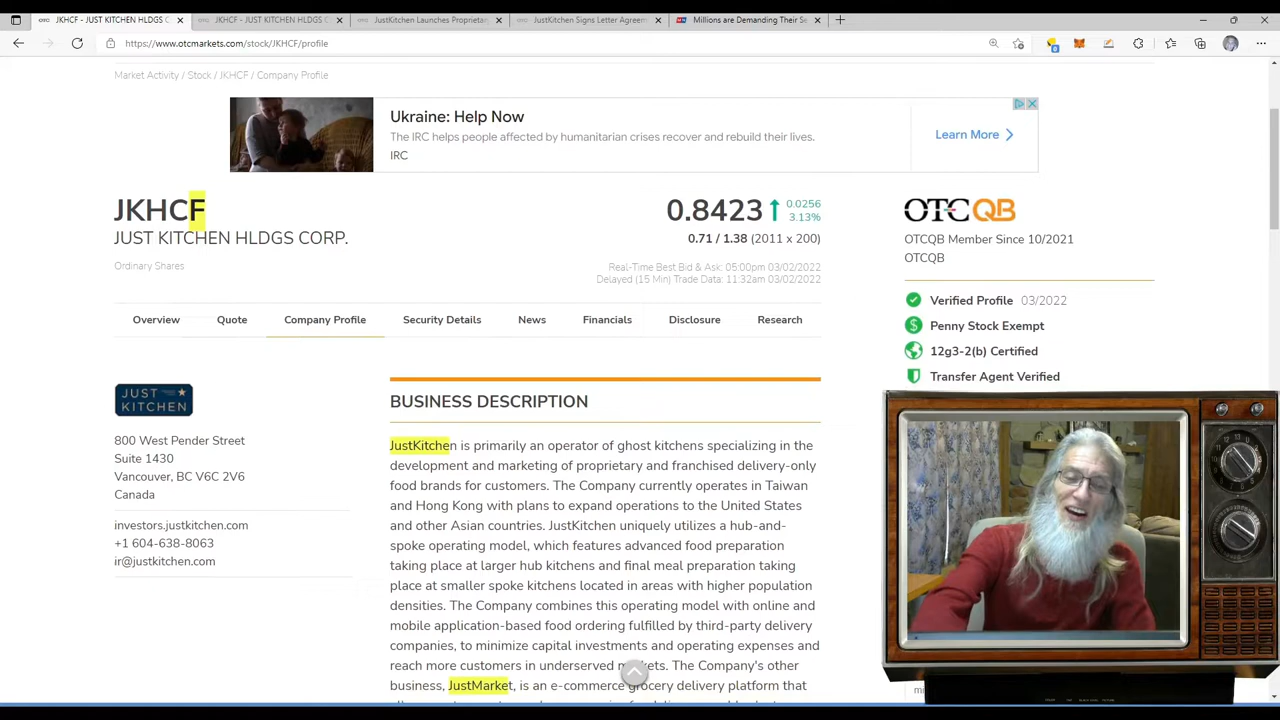 JKHCF - JUST KITCHEN HLDGS C
JKHCF - JUST KITCHEN HLDGS C
JustKitchen Launches Proprietar
JustKitchen Signs Letter Agreem
Millions are Demanding Their Se
https://www.otcmarkets.com/stock/JKHCF/profile
Market Activity / Stock / JKHCF / Company Profile
Ukraine: Help Now
The IRC helps people affected by humanitarian crises recover and rebuild their lives.
IRC
Learn More
JKHCF
JUST KITCHEN HLDGS CORP.
Ordinary Shares
0.8423
0.0256
3.13%
0.71 / 1.38 (2011 x 200)
Real-Time Best Bid & Ask: 05:00pm 03/02/2022
Delayed (15 Min) Trade Data: 11:32am 03/02/2022
OTCQB
OTCQB Member Since 10/2021
OTCQB
Overview Quote Company Profile Security Details News Financials Disclosure Research
Verified Profile 03/2022
Penny Stock Exempt
12g3-2(b) Certified
Transfer Agent Verified
JUST
KITCHEN
800 West Pender Street
Suite 1430
Vancouver, BC V6C 2V6
Canada
investors.justkitchen.com
+1 604-638-8063
ir@justkitchen.com
BUSINESS DESCRIPTION
JustKitchen is primarily an operator of ghost kitchens specializing in the
development and marketing of proprietary and franchised delivery-only
food brands for customers. The Company currently operates in Taiwan
and Hong Kong with plans to expand operations to the United States
and other Asian countries. JustKitchen uniquely utilizes a hub-and-
spoke operating model, which features advanced food preparation
taking place at larger hub kitchens and final meal preparation taking
place at smaller spoke kitchens located in areas with higher population
densities. The Company combines this operating model with online and
mobile application-based food ordering fulfilled by third-party delivery
companies, to minimize capital investments and operating expenses and
reach more customers in underserved markets. The Company's other
business, JustMarket, is an e-commerce grocery delivery platform that